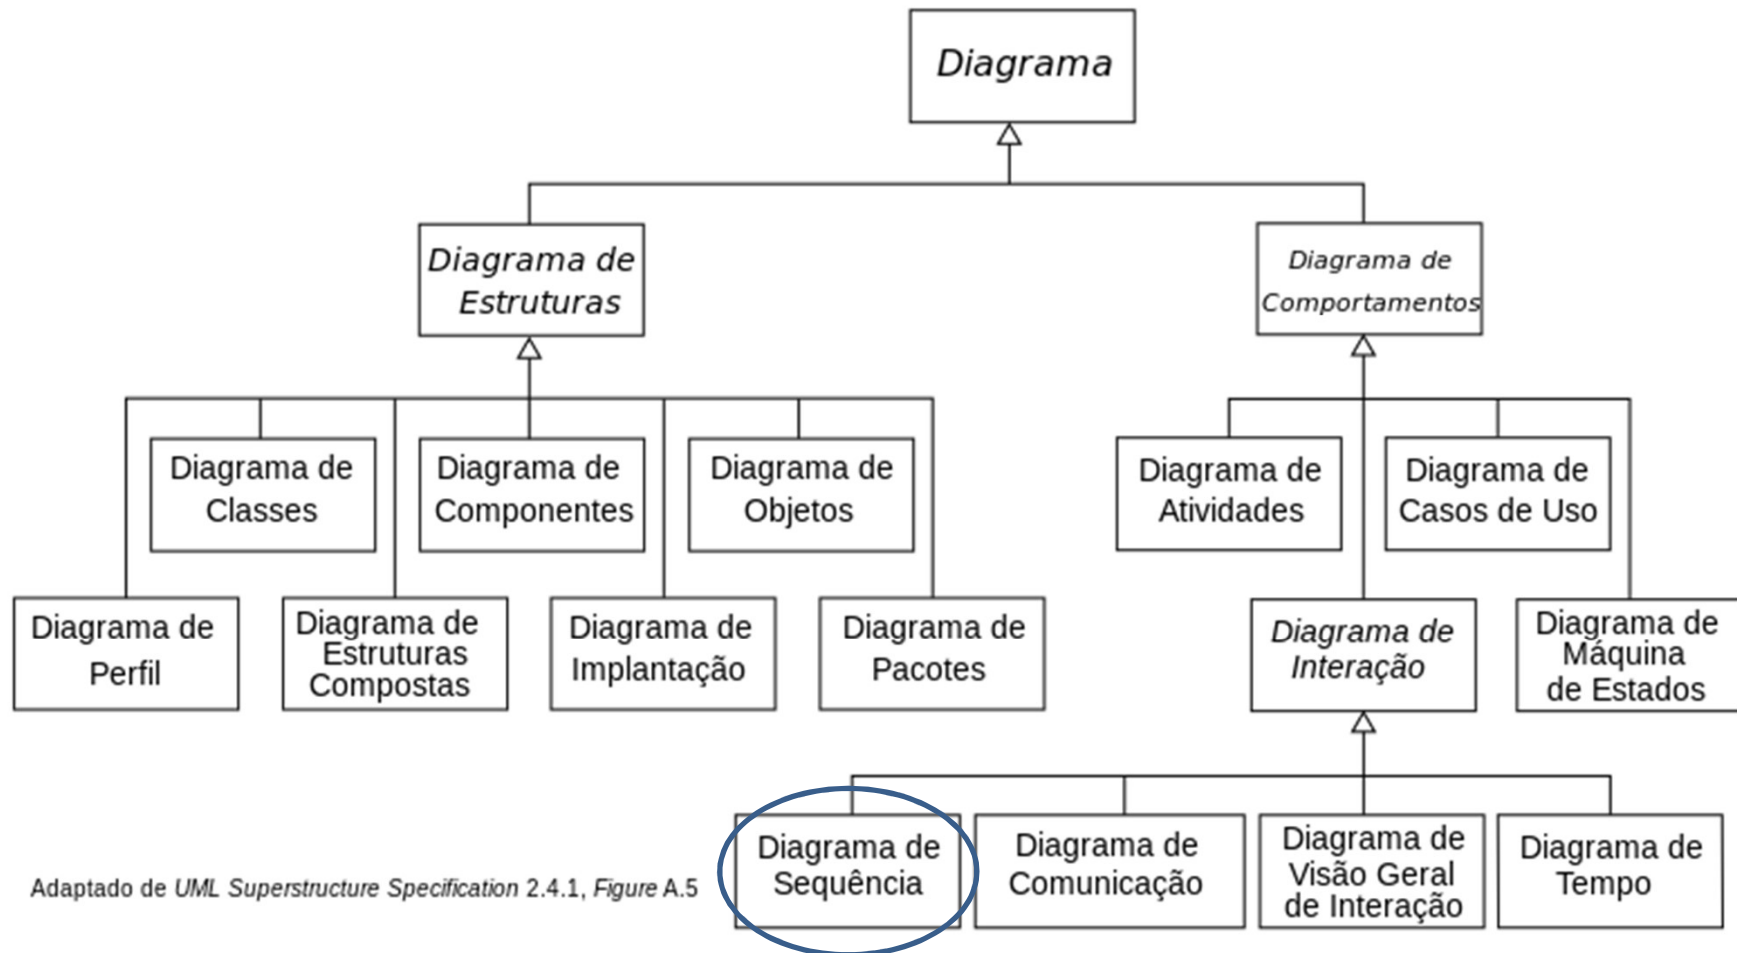 Diagrama
Diagrama de
Estruturas
Diagrama de
Comportamentos
Diagrama de
Classes
Diagrama de
Componentes
Diagrama de
Objetos
Diagrama de
Atividades
Diagrama de
Casos de Uso
Diagrama de
Perfil
Diagrama de
Estruturas
Compostas
Diagrama de
Implantação
Diagrama de
Pacotes
Diagrama de
Interação
Diagrama de
Máquina
de Estados
Diagrama de
Sequência
Diagrama de
Comunicação
Diagrama de
Visão Geral
de Interação
Diagrama de
Tempo
Adaptado de UML Superstructure Specification 2.4.1, Figure A.5